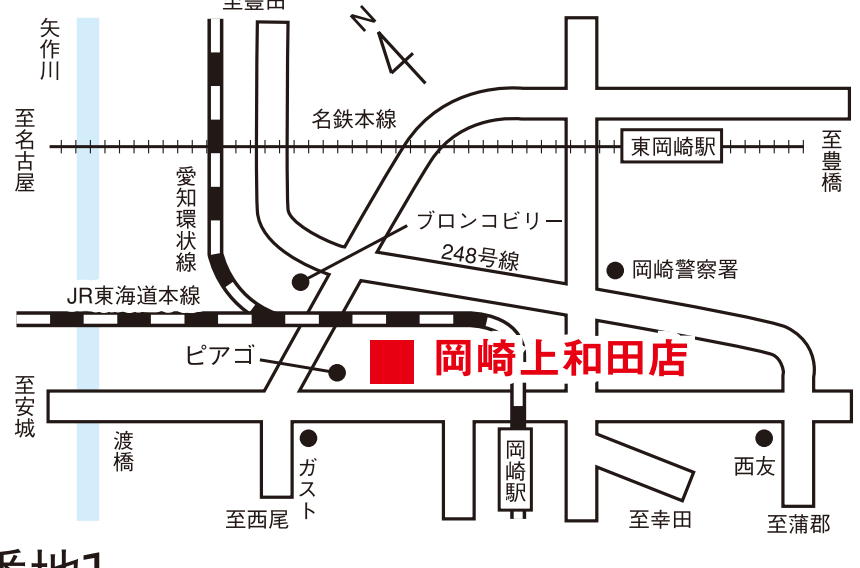 至豊田
矢作川
N
至名古屋
名鉄本線
東岡崎駅
至豊橋
愛知環状線
ブロンコビリー
248号線
岡崎警察署
JR東海道本線
ピアゴ
岡崎上和田店
至安城
渡橋
ガスト
岡崎駅
西友
至西尾
至幸田
至蒲郡
番地1